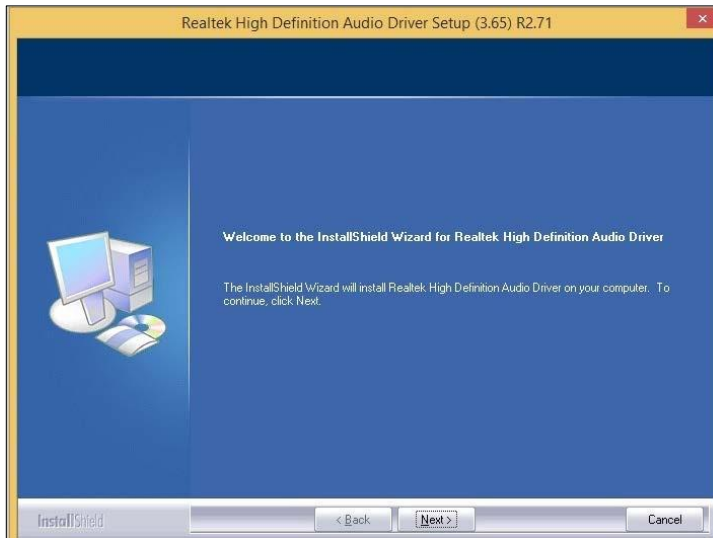 Realtek High Definition Audio Driver Setup (3.65) R2.71
Welcome to the InstallShield Wizard for Realtek High Definition Audio Driver
The InstallShield Wizard will install Realtek High Definition Audio Driver on your computer. To
continue, click Next.
InstallShield
< Back Next > Cancel